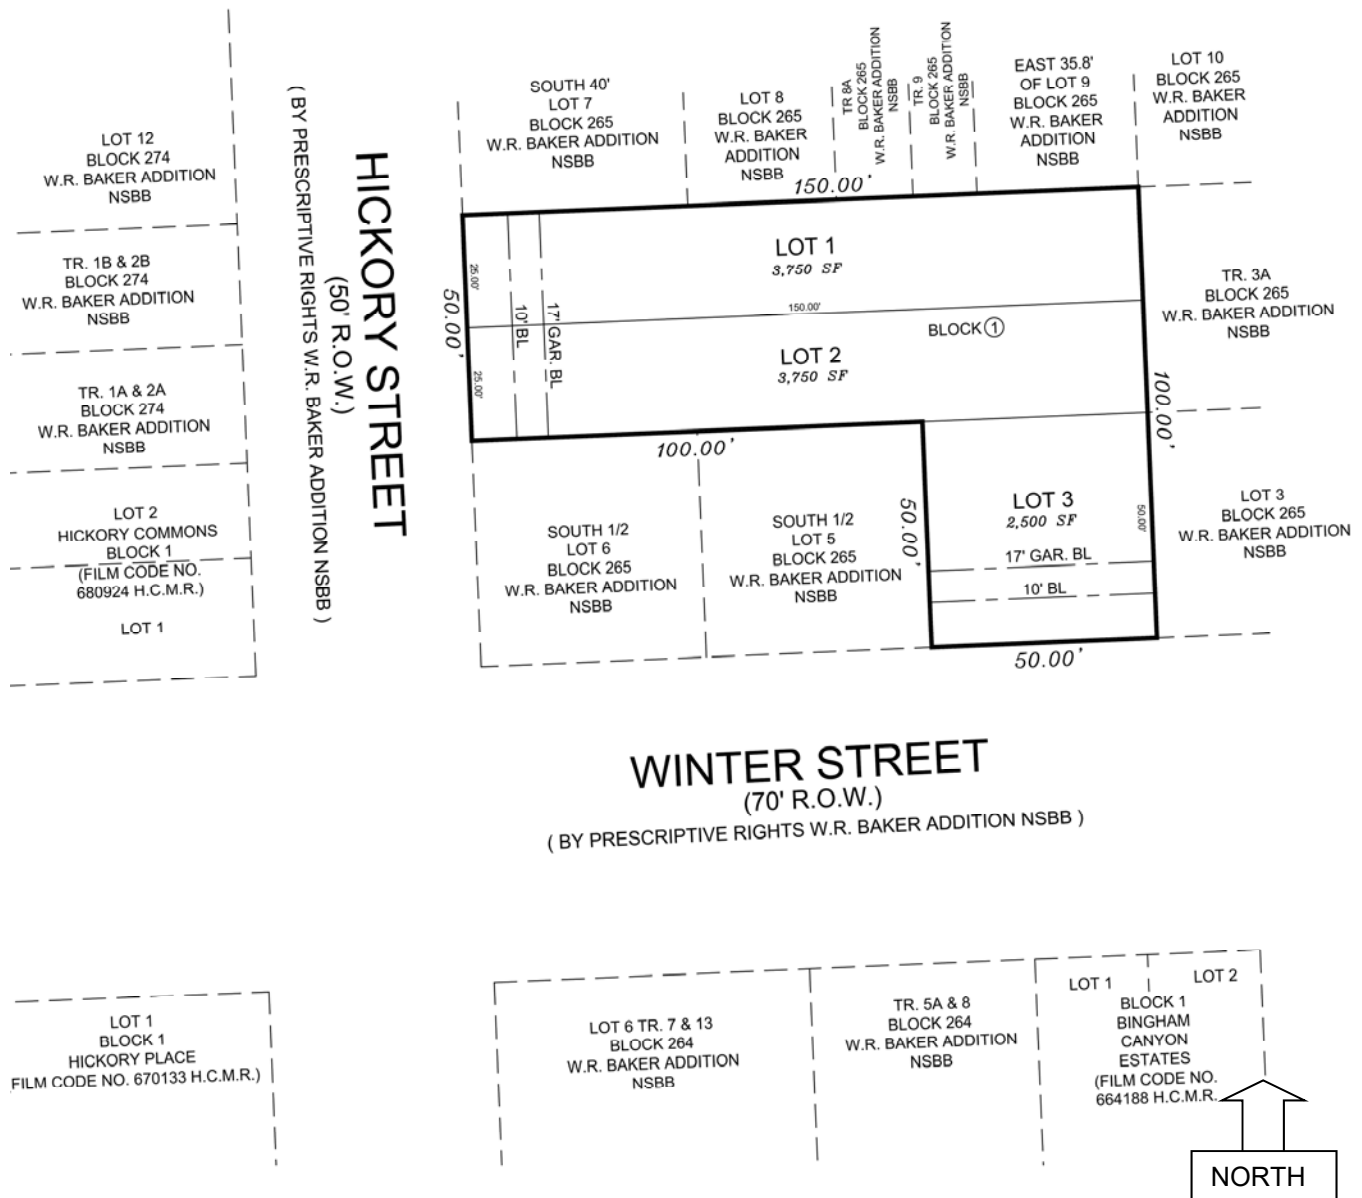 LOT 12
BLOCK 274
W.R. BAKER ADDITION
NSBB
TR. 1B & 2B
BLOCK 274
W.R. BAKER ADDITION
NSBB
TR. 1A & 2A
BLOCK 274
W.R. BAKER ADDITION
NSBB
LOT 2
HICKORY COMMONS
BLOCK 1
(FILM CODE NO.
680924 H.C.M.R.)
LOT 1
HICKORY STREET
(50' R.O.W.)
( BY PRESCRIPTIVE RIGHTS W.R. BAKER ADDITION NSBB )
SOUTH 40'
LOT 7
BLOCK 265
W.R. BAKER ADDITION
NSBB
LOT 8
BLOCK 265
W.R. BAKER
ADDITION
NSBB
TR 8A
BLOCK 265
W.R. BAKER ADDITION
NSBB
TR. 9
BLOCK 265
W.R. BAKER ADDITION
NSBB
EAST 35.8'
OF LOT 9
BLOCK 265
W.R. BAKER
ADDITION
NSBB
LOT 10
BLOCK 265
W.R. BAKER
ADDITION
NSBB
150.00'
LOT 1
3,750 SF
25.00'
50.00'
10' BL
17' GAR. BL
150.00'
BLOCK 1
LOT 2
3,750 SF
25.00'
100.00'
TR. 3A
BLOCK 265
W.R. BAKER ADDITION
NSBB
100.00'
SOUTH 1/2
LOT 6
BLOCK 265
W.R. BAKER ADDITION
NSBB
SOUTH 1/2
LOT 5
BLOCK 265
W.R. BAKER ADDITION
NSBB
50.00'
LOT 3
2,500 SF
50.00'
17' GAR. BL
10' BL
50.00'
LOT 3
BLOCK 265
W.R. BAKER ADDITION
NSBB
WINTER STREET
(70' R.O.W.)
( BY PRESCRIPTIVE RIGHTS W.R. BAKER ADDITION NSBB )
LOT 1
BLOCK 1
HICKORY PLACE
FILM CODE NO. 670133 H.C.M.R.)
LOT 6 TR. 7 & 13
BLOCK 264
W.R. BAKER ADDITION
NSBB
TR. 5A & 8
BLOCK 264
W.R. BAKER ADDITION
NSBB
LOT 1
LOT 2
BLOCK 1
BINGHAM
CANYON
ESTATES
(FILM CODE NO.
664188 H.C.M.R.
NORTH